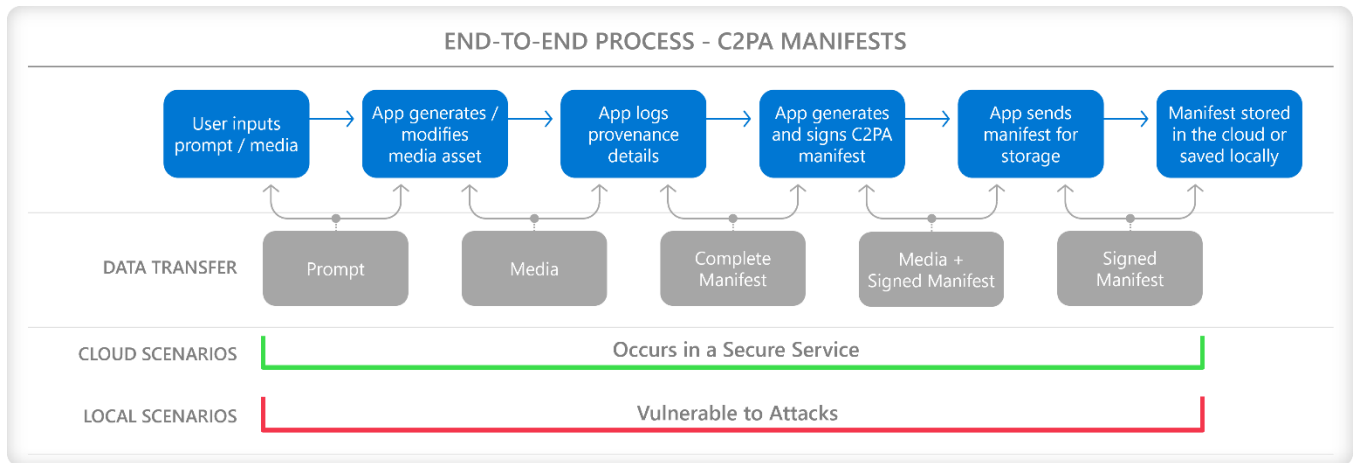 END-TO-END PROCESS - C2PA MANIFESTS
User inputs
prompt / media
App generates /
modifies
media asset
App logs
provenance
details
App generates
and signs C2PA
manifest
App sends
manifest for
storage
Manifest stored
in the cloud or
saved locally
DATA TRANSFER
Prompt
Media
Complete
Manifest
Media +
Signed Manifest
Signed
Manifest
CLOUD SCENARIOS
Occurs in a Secure Service
LOCAL SCENARIOS
Vulnerable to Attacks